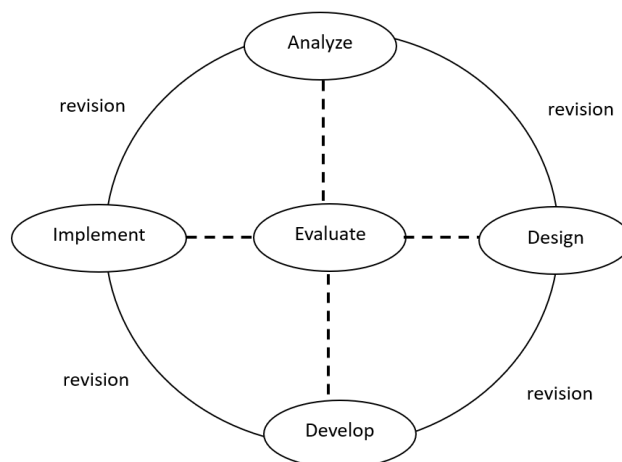 Analyze
revision
revision
Implement
Evaluate
Design
revision
revision
Develop